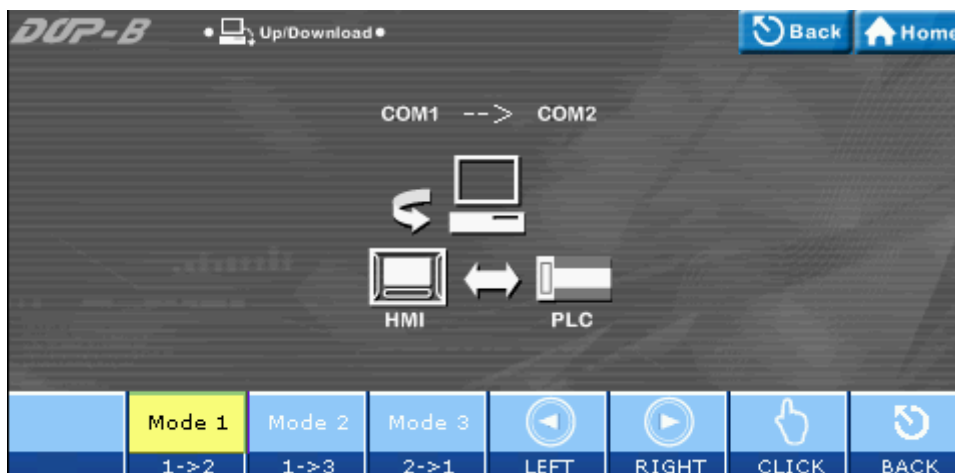 DOP-B Up/Download Back Home
COM1 --> COM2
HMI PLC
Mode 1 Mode 2 Mode 3
1->2 1->3 2->1 LEFT RIGHT CLICK BACK